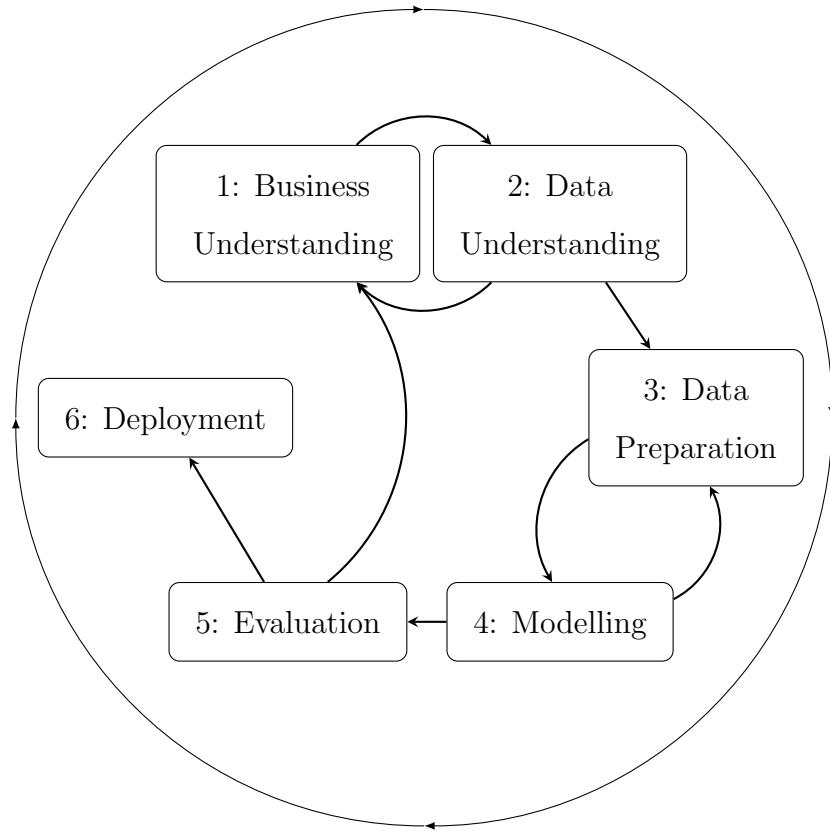 1: Business
Understanding
2: Data
Understanding
3: Data
Preparation
6: Deployment
5: Evaluation
4: Modelling